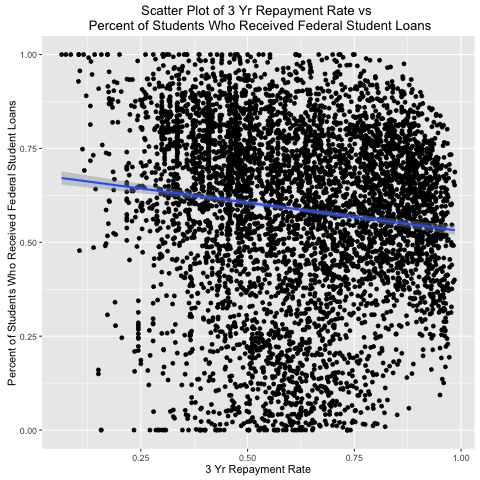 Scatter Plot of 3 Yr Repayment Rate vs
Percent of Students Who Received Federal Student Loans
Percent of Students Who Received Federal Student Loans
1.00
0.75
0.50
0.25
0.00
0.25 0.50 0.75 1.00
3 Yr Repayment Rate